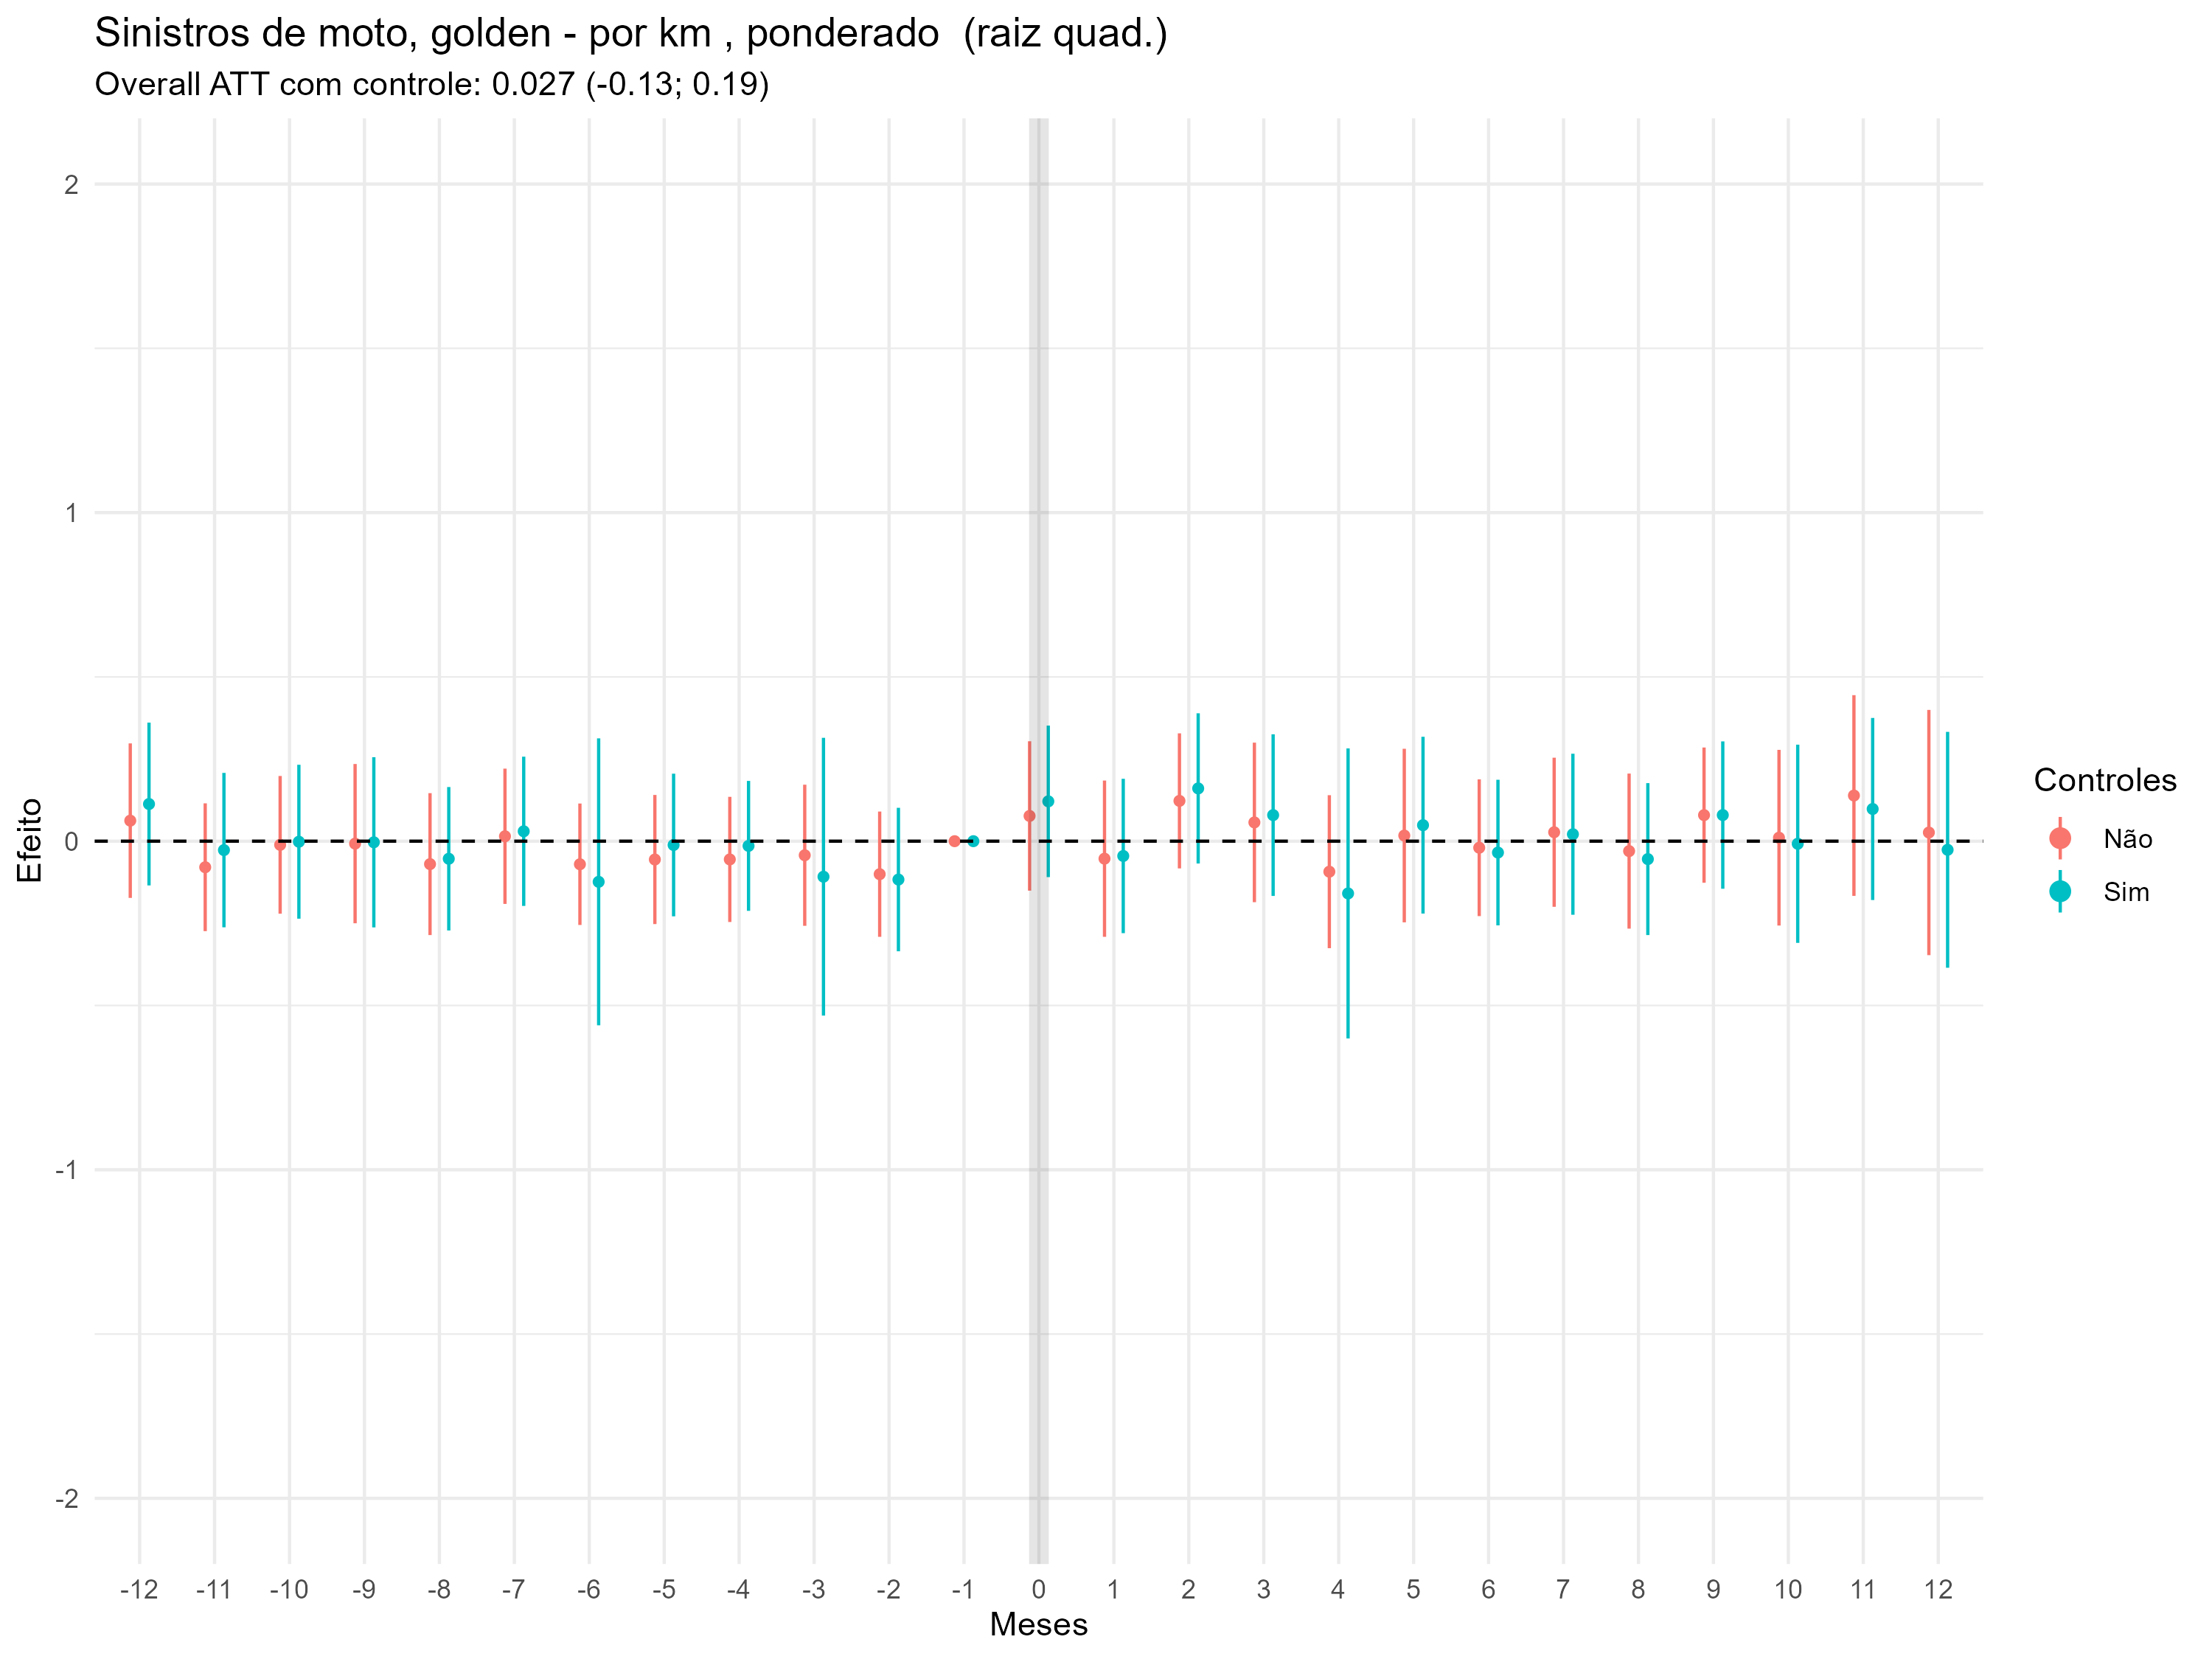 Sinistros de moto, golden - por km , ponderado  (raiz quad.)
Overall ATT com controle: 0.027 (-0.13; 0.19)
2
1
0
-1
-2
Efeito
-12 -11 -10 -9 -8 -7 -6 -5 -4 -3 -2 -1 0 1 2 3 4 5 6 7 8 9 10 11 12
Meses
Controles
Não
Sim